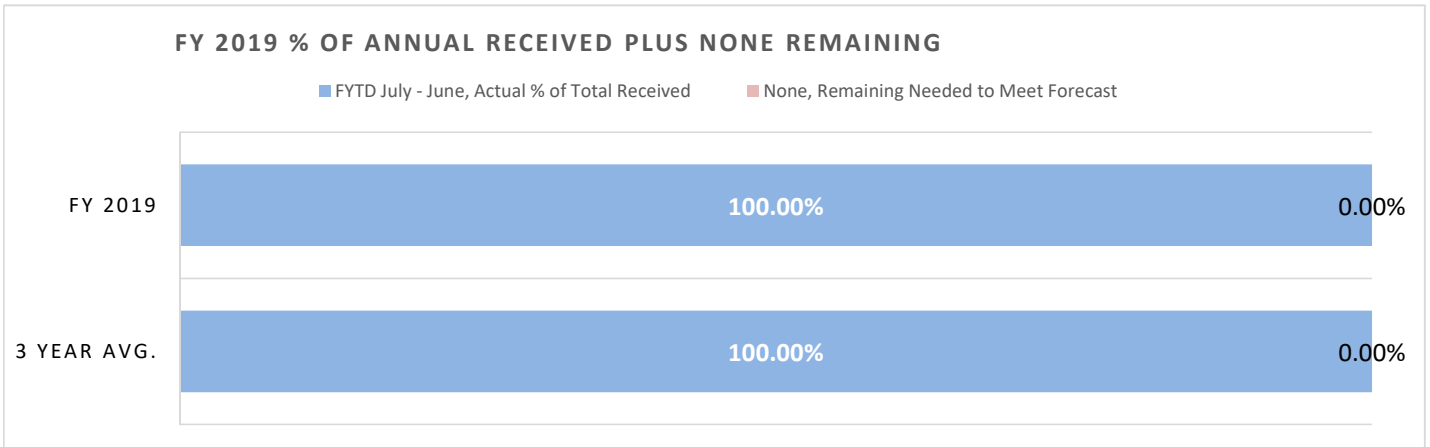 FY 2019 % OF ANNUAL RECEIVED PLUS NONE REMAINING
FYTD July - June, Actual % of Total Received None, Remaining Needed to Meet Forecast
FY 2019 100.00% 0.00%
3 YEAR AVG. 100.00% 0.00%